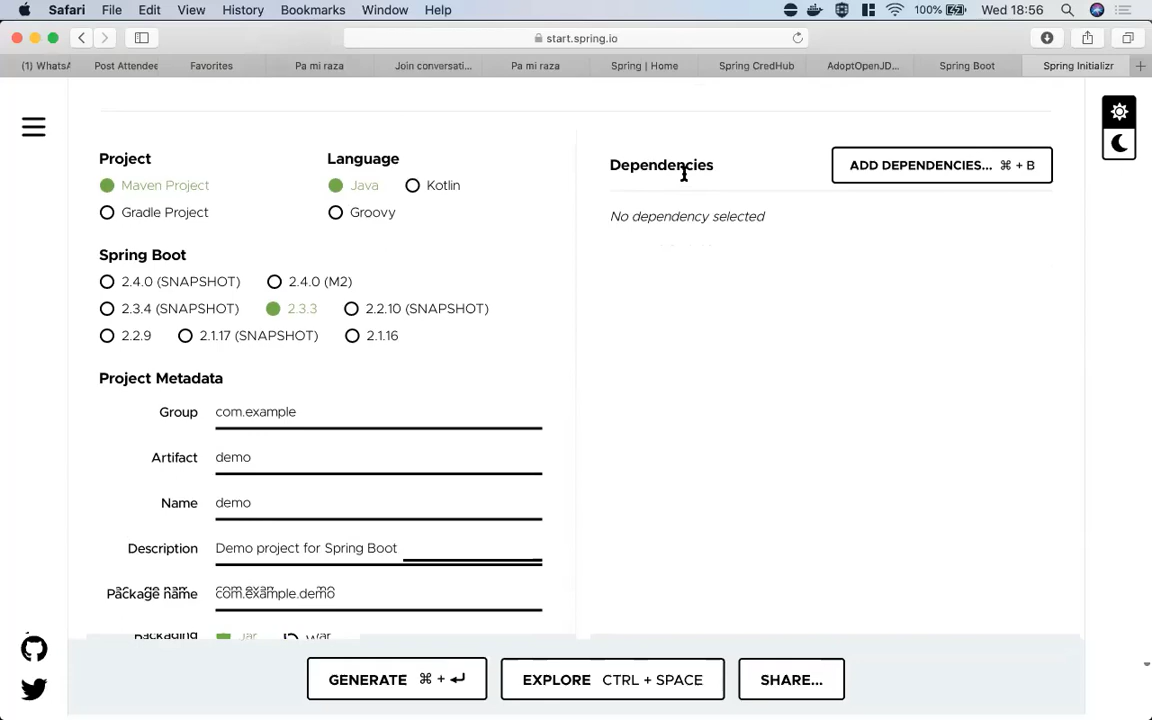 Safari File Edit View History Bookmarks Window Help 100% Wed 18:56
start.spring.io
(1) WhatsA Post Attendee Favorites Pa mi raza Join conversati... Pa mi raza Spring | Home Spring CredHub AdoptOpenJD... Spring Boot Spring Initializr
Project
Maven Project
Gradle Project
Language
Java Kotlin
Groovy
Spring Boot
2.4.0 (SNAPSHOT) 2.4.0 (M2)
2.3.4 (SNAPSHOT) 2.3.3 2.2.10 (SNAPSHOT)
2.2.9 2.1.17 (SNAPSHOT) 2.1.16
Project Metadata
Group com.example
Artifact demo
Name demo
Description Demo project for Spring Boot
Package name com.example.demo
Packaging Jar War
Dependencies ADD DEPENDENCIES... ⌘ + B
No dependency selected
GENERATE ⌘ + ↵ EXPLORE CTRL + SPACE SHARE...